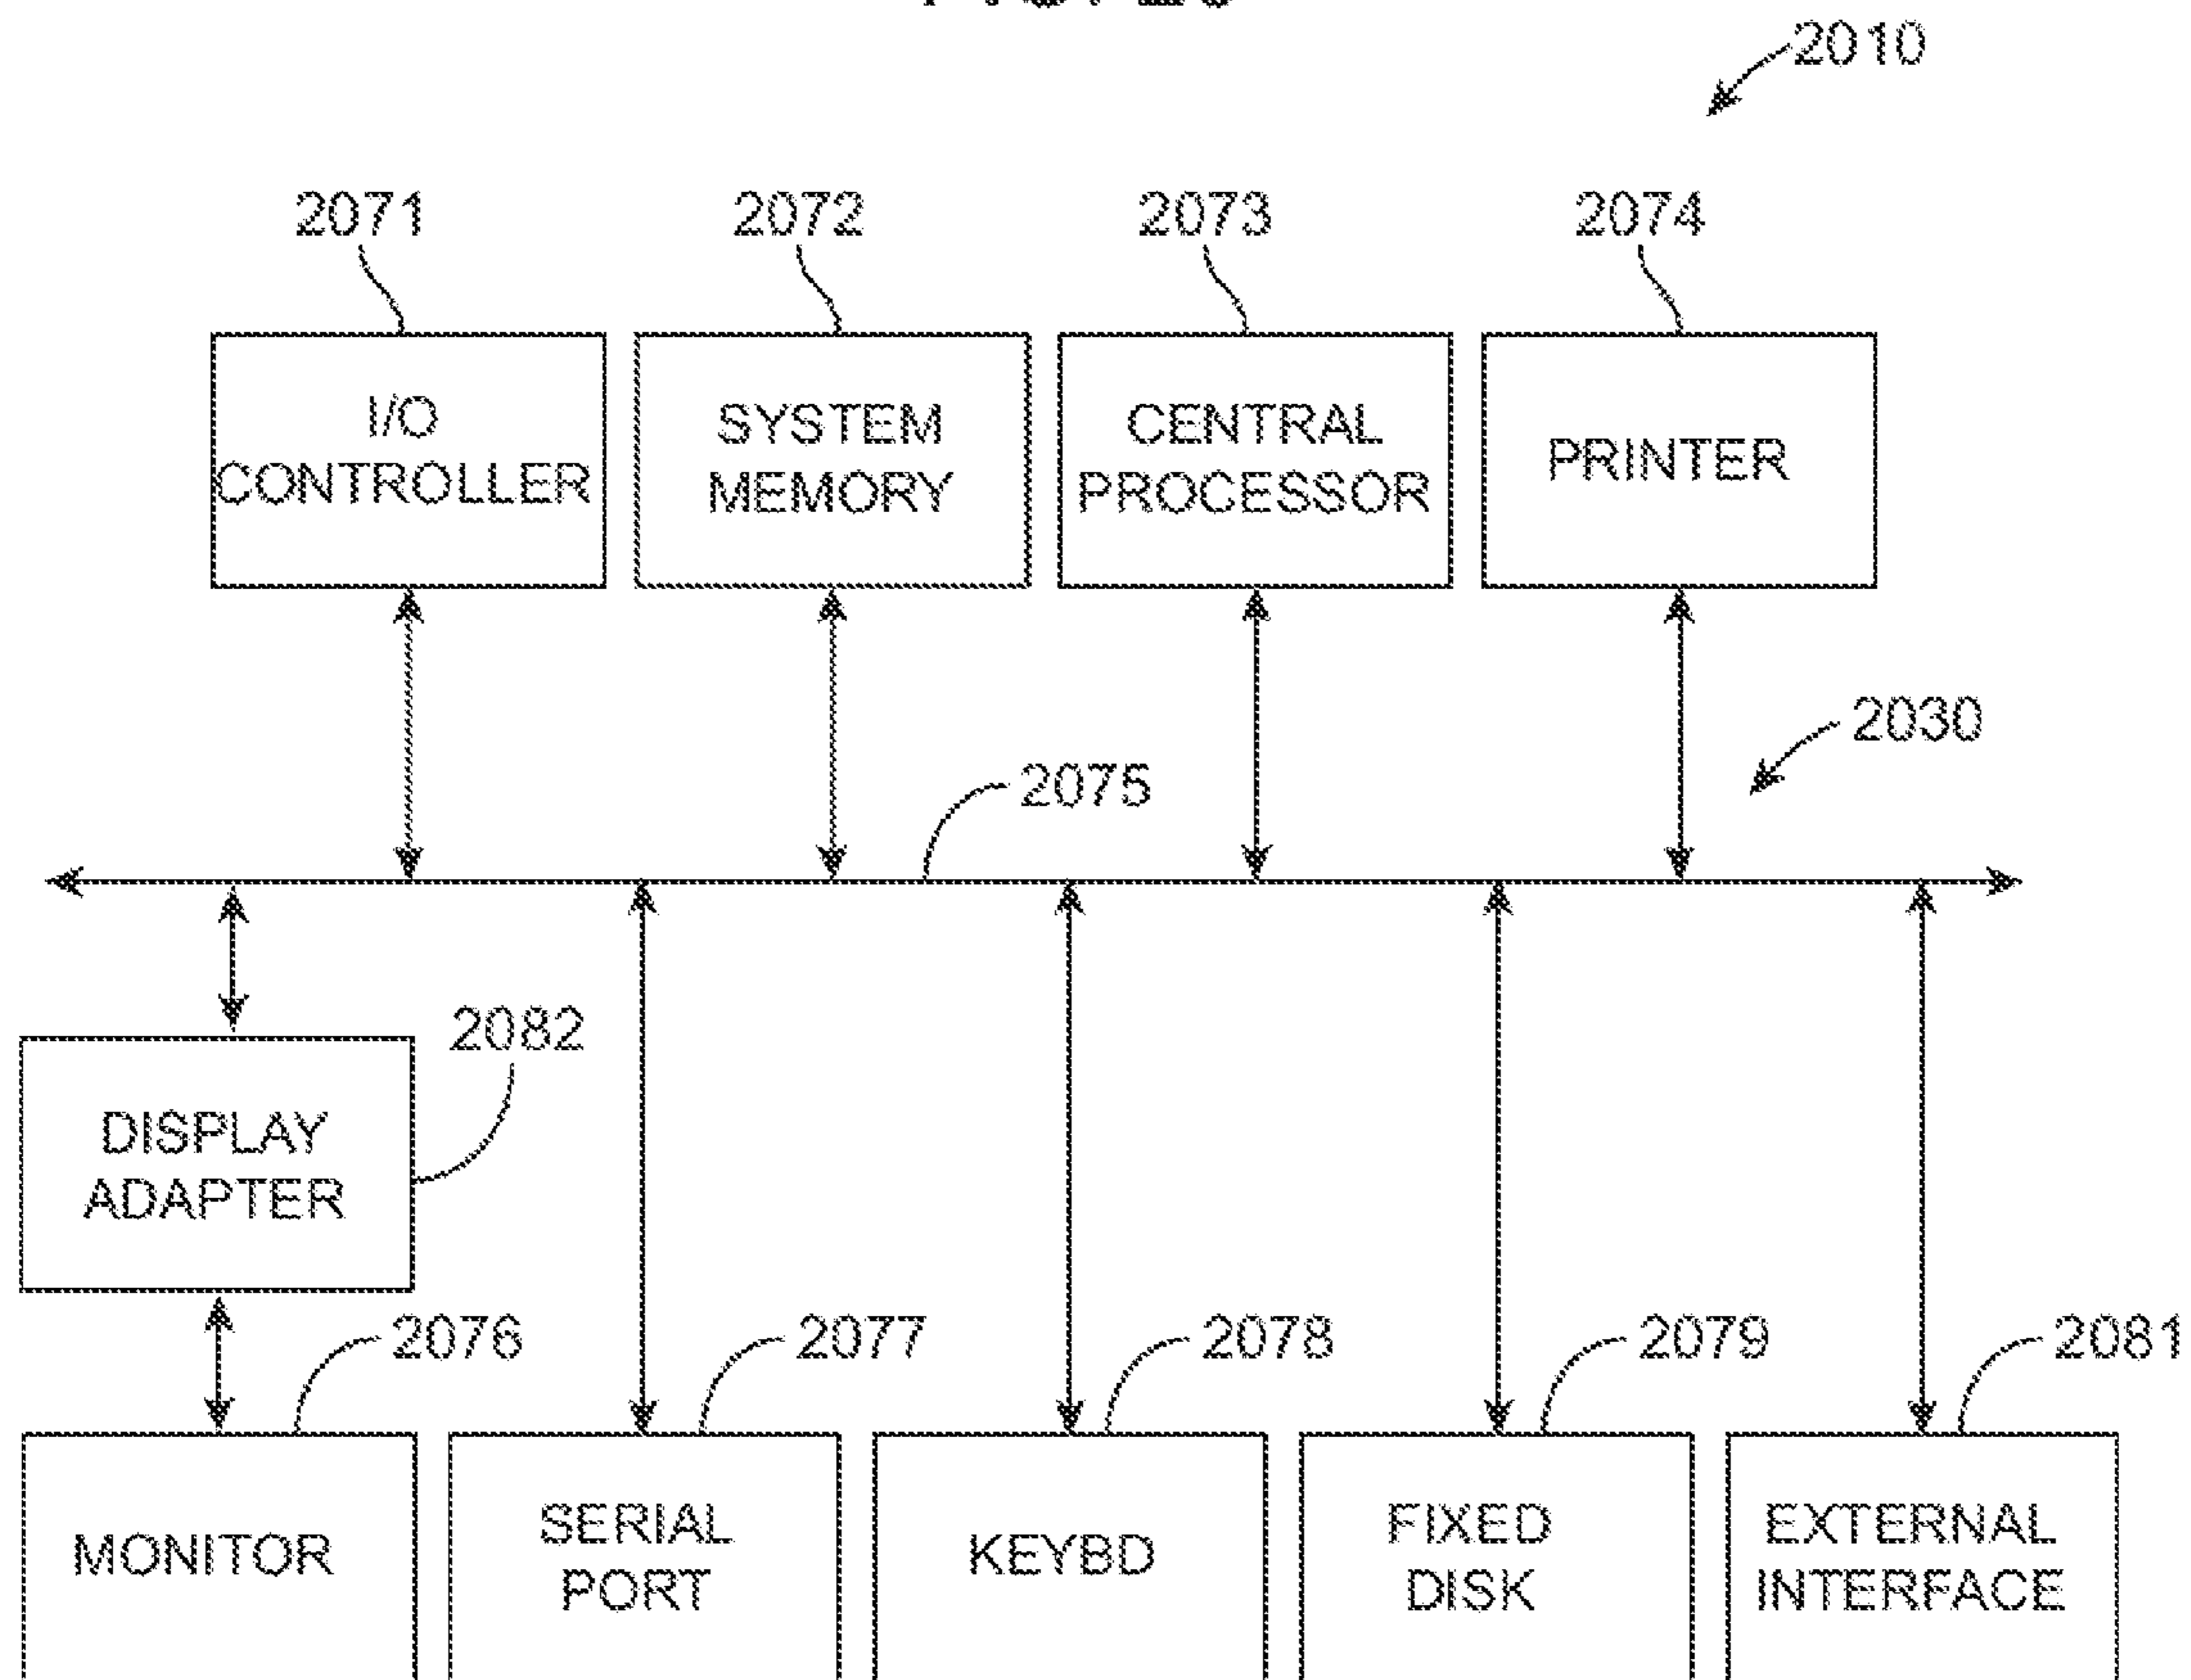 2010
2071
2072
2073
2074
I/O
CONTROLLER
SYSTEM
MEMORY
CENTRAL
PROCESSOR
PRINTER
2030
2075
2082
DISPLAY
ADAPTER
2076
2077
2078
2079
2081
MONITOR
SERIAL
PORT
KEYBD
FIXED
DISK
EXTERNAL
INTERFACE